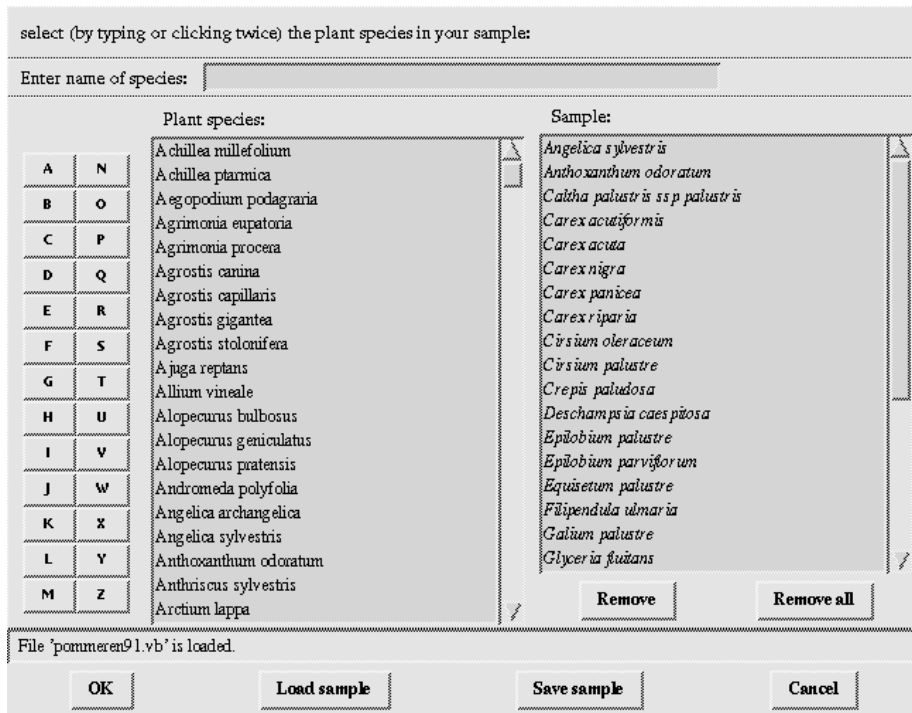 select (by typing or clicking twice) the plant species in your sample:
Enter name of species:
Plant species:
Sample:
A N
B O
C P
D Q
E R
F S
G T
H U
I V
J W
K X
L Y
M Z
Achillea millefolium
Achillea ptarmica
Aegopodium podagraria
Agrimonia eupatoria
Agrimonia procera
Agrostis canina
Agrostis capillaris
Agrostis gigantea
Agrostis stolonifera
Ajuga reptans
Allium vineale
Alopecurus bulbosus
Alopecurus geniculatus
Alopecurus pratensis
Andromeda polyfolia
Angelica archangelica
Angelica sylvestris
Anthoxanthum odoratum
Anthriscus sylvestris
Arctium lappa
Angelica sylvestris
Anthoxanthum odoratum
Caltha palustris ssp palustris
Carex acutiformis
Carex acuta
Carex nigra
Carex panicea
Carex riparia
Cirsium oleraceum
Cirsium palustre
Crepis paludosa
Deschampsia caespitosa
Epilobium palustre
Epilobium parviflorum
Equisetum palustre
Filipendula ulmaria
Galium palustre
Glyceria fluitans
Remove
Remove all
File 'pommeren91.vb' is loaded.
OK
Load sample
Save sample
Cancel